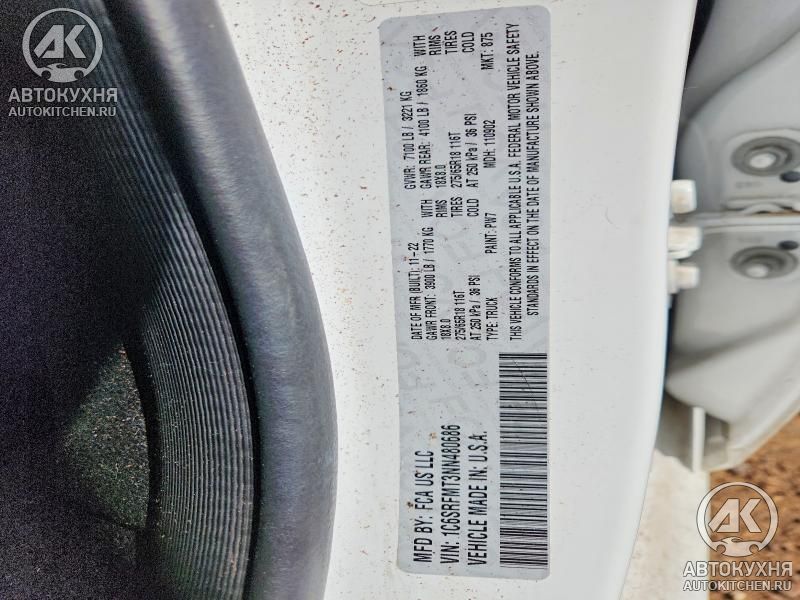 AK
АВТОКУХНЯ
AUTOKITCHEN.RU
MFD BY: FCA US LLC
DATE OF MFR (BUILT): 11-22
GVWR: 7100 LB / 3221 KG
GAWR FRONT: 3900 LB / 1770 KG WITH
GAWR REAR: 4100 LB / 1860 KG WITH
18X8.0 RIMS
18X8.0 RIMS
275/65R18 116T TIRES
275/65R18 116T TIRES
AT 250 kPa / 36 PSI COLD
AT 250 kPa / 36 PSI COLD
VIN: 1C6SRFMT3NN480686
TYPE: TRUCK
PAINT: PW7
MDH: 110902
MKT: 875
VEHICLE MADE IN: U.S.A.
THIS VEHICLE CONFORMS TO ALL APPLICABLE U.S.A. FEDERAL MOTOR VEHICLE SAFETY
STANDARDS IN EFFECT ON THE DATE OF MANUFACTURE SHOWN ABOVE.
AK
АВТОКУХНЯ
AUTOKITCHEN.RU